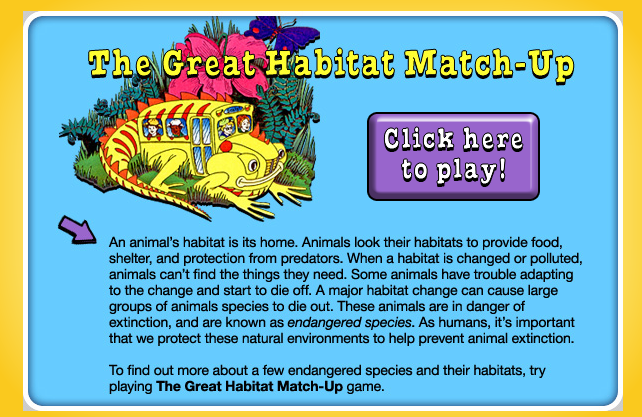 The Great Habitat Match-Up
Click here
to play!
An animal's habitat is its home. Animals look their habitats to provide food,
shelter, and protection from predators. When a habitat is changed or polluted,
animals can't find the things they need. Some animals have trouble adapting
to the change and start to die off. A major habitat change can cause large
groups of animals species to die out. These animals are in danger of
extinction, and are known as endangered species. As humans, it's important
that we protect these natural environments to help prevent animal extinction.
To find out more about a few endangered species and their habitats, try
playing The Great Habitat Match-Up game.